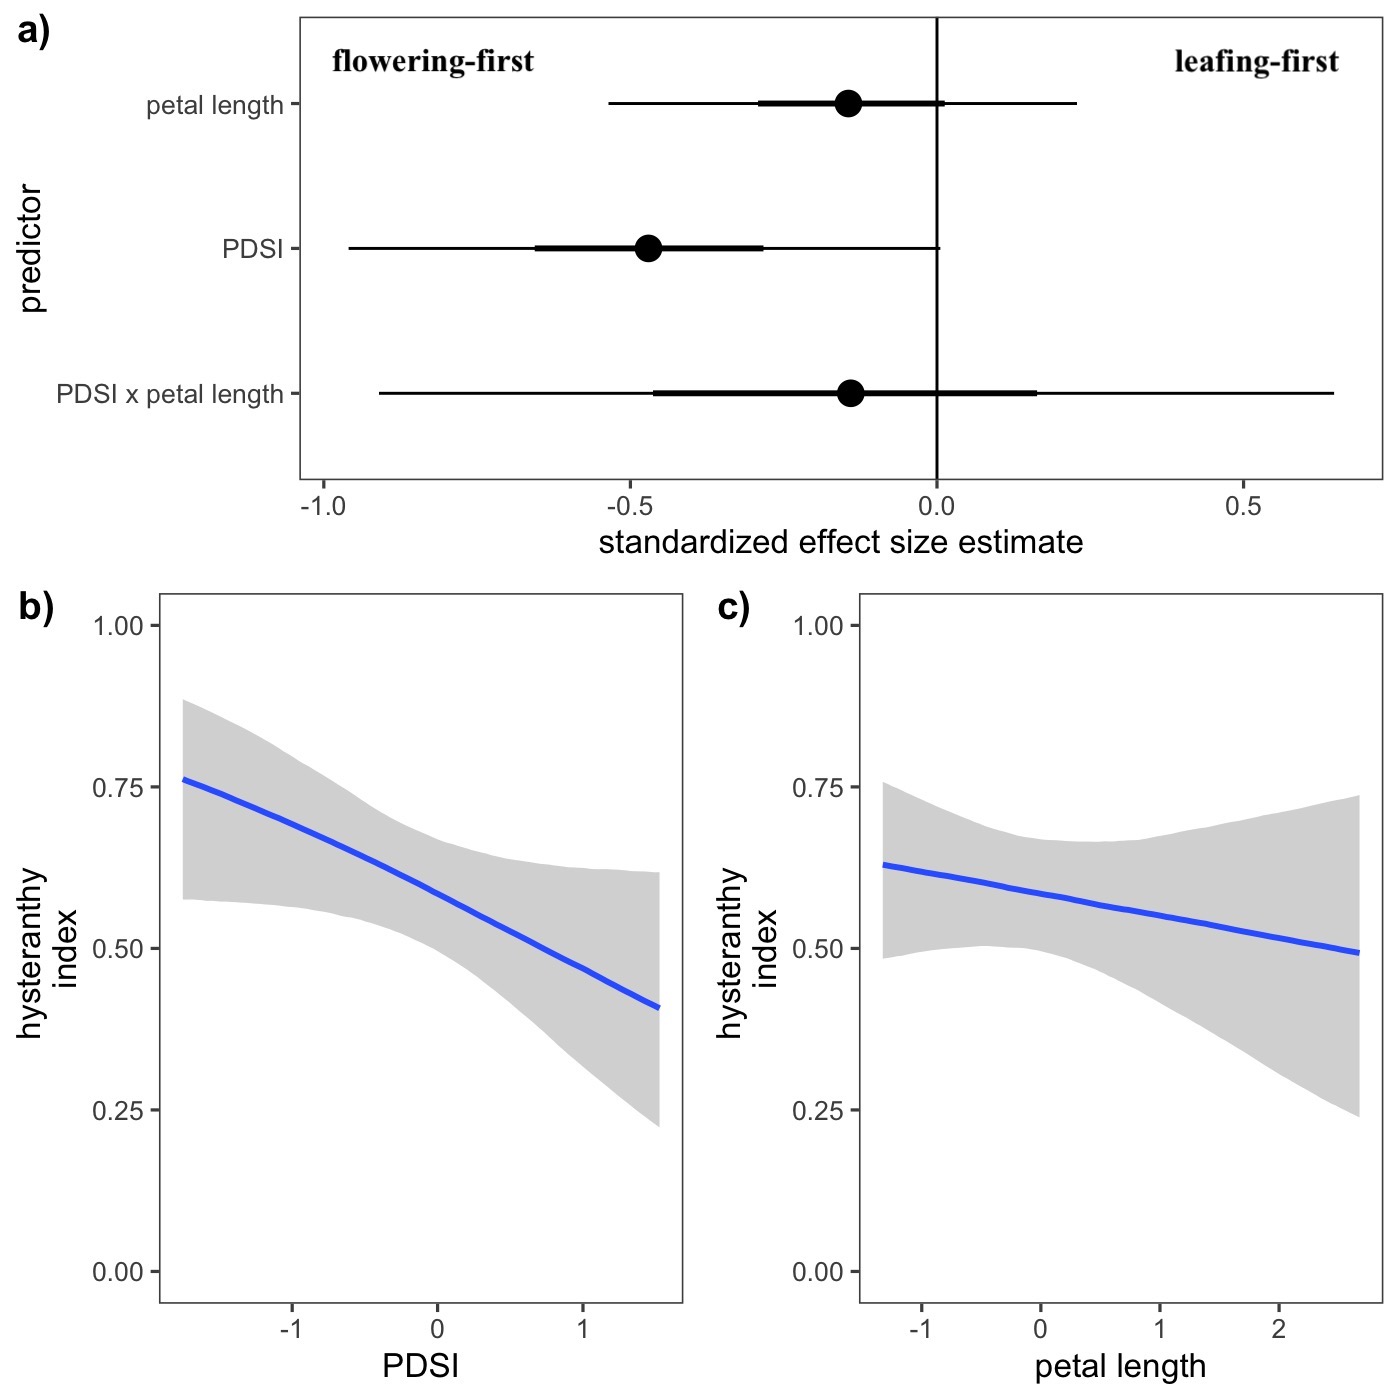 a)
flowering-first
leafing-first
petal length
PDSI
PDSI x petal length
predictor
-1.0
-0.5
0.0
0.5
standardized effect size estimate
b)
1.00
0.75
0.50
0.25
0.00
hysteranthy
index
-1
0
1
PDSI
c)
1.00
0.75
0.50
0.25
0.00
hysteranthy
index
-1
0
1
2
petal length